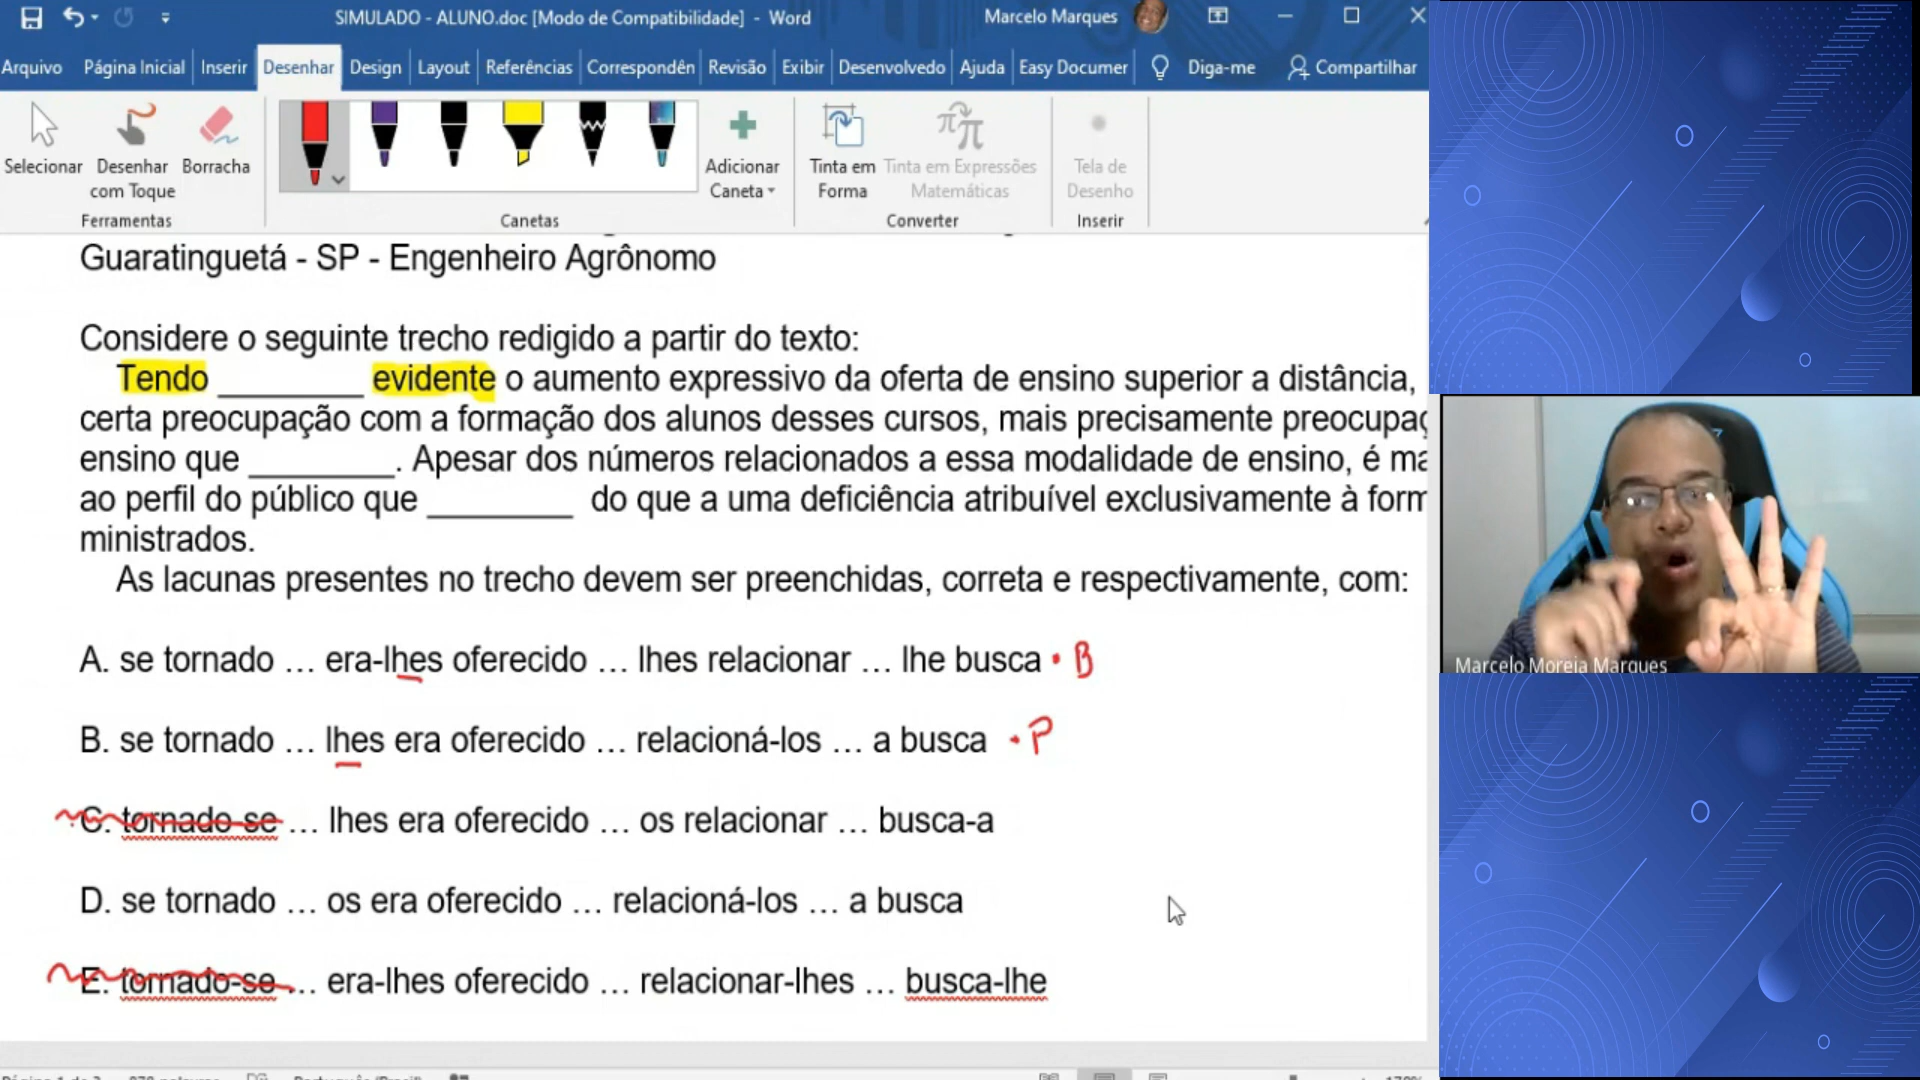 SIMULADO - ALUNO.doc [Modo de Compatibilidade] - Word
Marcelo Marques
Arquivo Página Inicial Inserir Desenhar Design Layout Referências Correspondên Revisão Exibir Desenvolvedo Ajuda Easy Documer Diga-me Compartilhar
Selecionar
Desenhar com Toque
Borracha
Adicionar Caneta
Tinta em Forma
Tinta em Expressões Matemáticas
Tela de Desenho
Ferramentas Canetas Converter Inserir
Guaratinguetá - SP - Engenheiro Agrônomo
Considere o seguinte trecho redigido a partir do texto:
Tendo ________ evidente o aumento expressivo da oferta de ensino superior a distância,
certa preocupação com a formação dos alunos desses cursos, mais precisamente preocupaç
ensino que ________. Apesar dos números relacionados a essa modalidade de ensino, é ma
ao perfil do público que ________ do que a uma deficiência atribuível exclusivamente à form
ministrados.
As lacunas presentes no trecho devem ser preenchidas, correta e respectivamente, com:
A. se tornado … era-lhes oferecido … lhes relacionar … lhe busca • B
B. se tornado … lhes era oferecido … relacioná-los … a busca • P
C. tornado-se … lhes era oferecido … os relacionar … busca-a
D. se tornado … os era oferecido … relacioná-los … a busca
E. tornado-se … era-lhes oferecido … relacionar-lhes … busca-lhe
Marcelo Moreia Marques